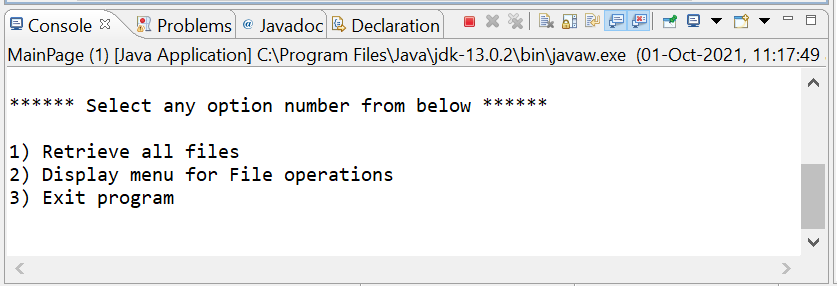 Console Problems @ Javadoc Declaration
MainPage (1) [Java Application] C:\Program Files\Java\jdk-13.0.2\bin\javaw.exe (01-Oct-2021, 11:17:49
****** Select any option number from below ******
1) Retrieve all files
2) Display menu for File operations
3) Exit program